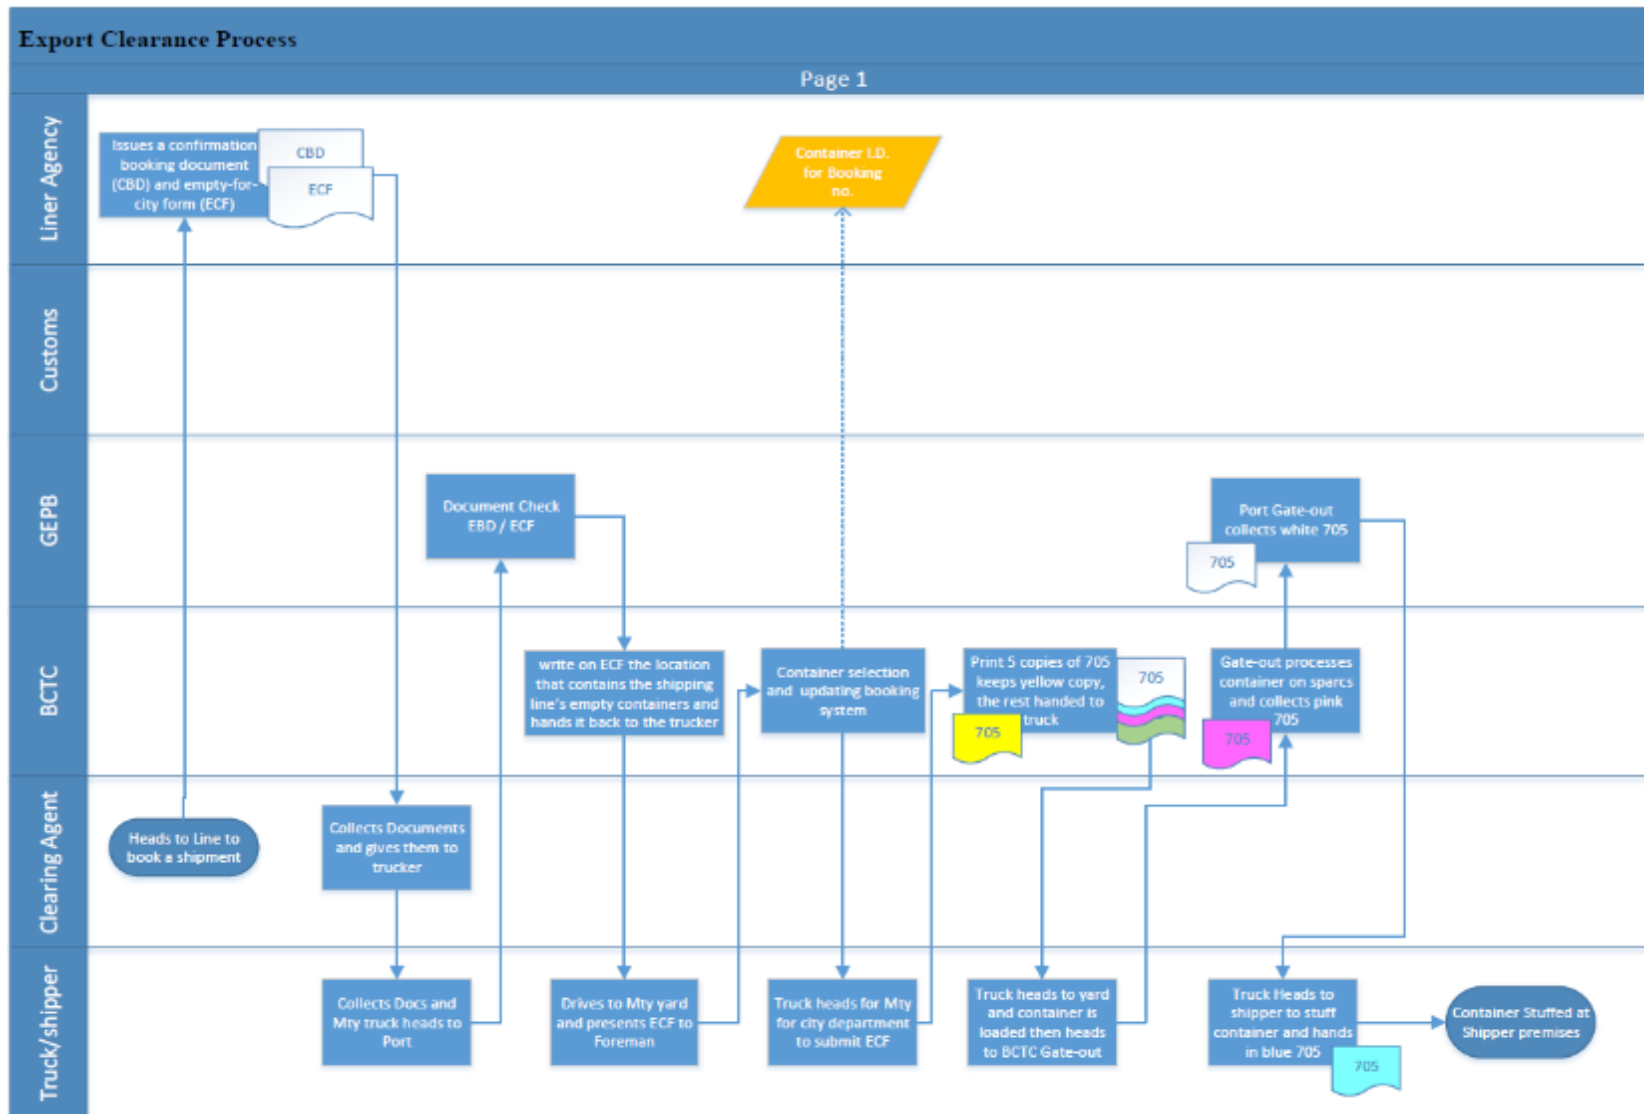 Export Clearance Process
Page 1
Liner Agency
Issues a confirmation
booking document
(CBD) and empty-for-
city form (ECF)
CBD
ECF
Container I.D.
for Booking
no.
Customs
GEPB
Document Check
EBD / ECF
Port Gate-out
collects white 705
705
BCTC
write on ECF the location
that contains the shipping
line's empty containers and
hands it back to the trucker
Container selection
and updating booking
system
Print 5 copies of 705
keeps yellow copy,
the rest handed to
truck
705
705
Gate-out processes
container on sparcs
and collects pink
705
705
Clearing Agent
Heads to Line to
book a shipment
Collects Documents
and gives them to
trucker
Truck/shipper
Collects Docs and
Mty truck heads to
Port
Drives to Mty yard
and presents ECF to
Foreman
Truck heads for Mty
for city department
to submit ECF
Truck heads to yard
and container is
loaded then heads
to BCTC Gate-out
Truck Heads to
shipper to stuff
container and hands
in blue 705
705
Container Stuffed at
Shipper premises